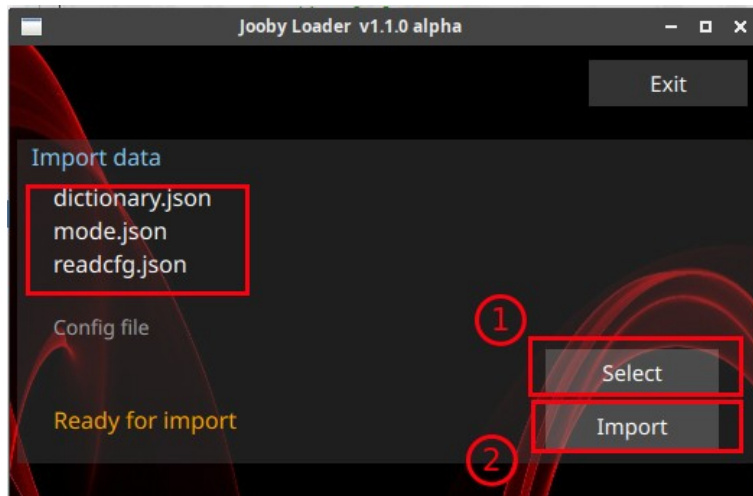 Jooby Loader v1.1.0 alpha
Exit
Import data
dictionary.json
mode.json
readcfg.json
Config file
1
Select
Ready for import
Import
2